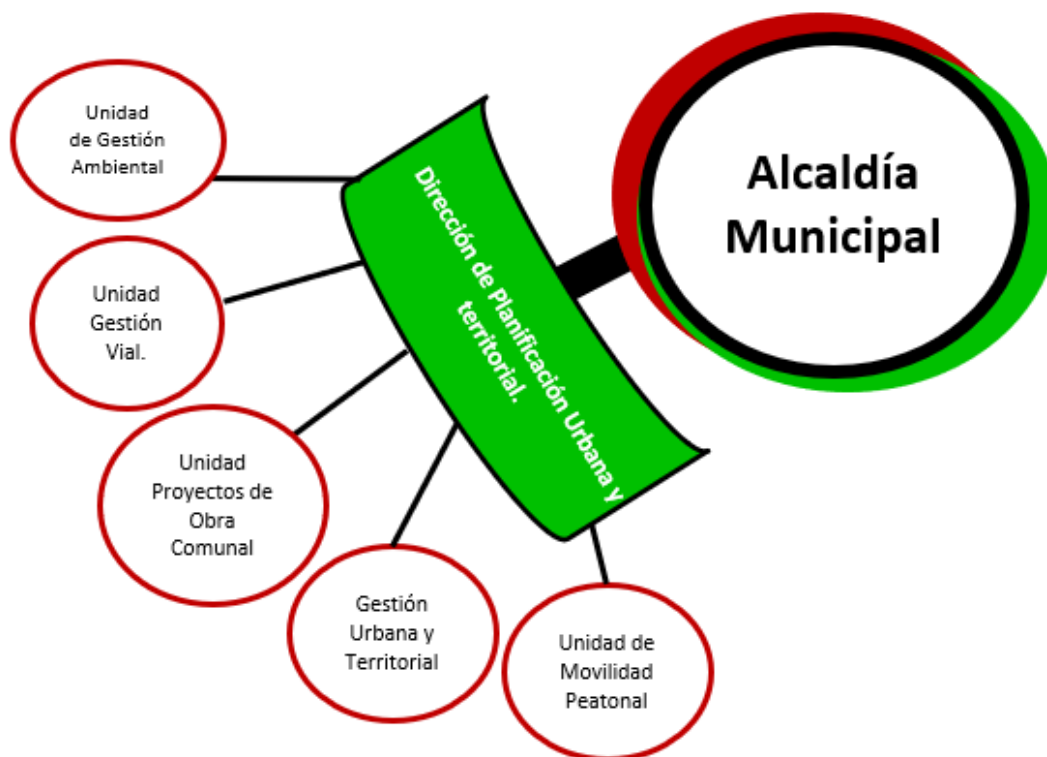 Alcaldía
Municipal
Dirección de Planificación Urbana y
territorial.
Unidad
de Gestión
Ambiental
Unidad
Gestión
Vial.
Unidad
Proyectos de
Obra
Comunal
Gestión
Urbana y
Territorial
Unidad de
Movilidad
Peatonal